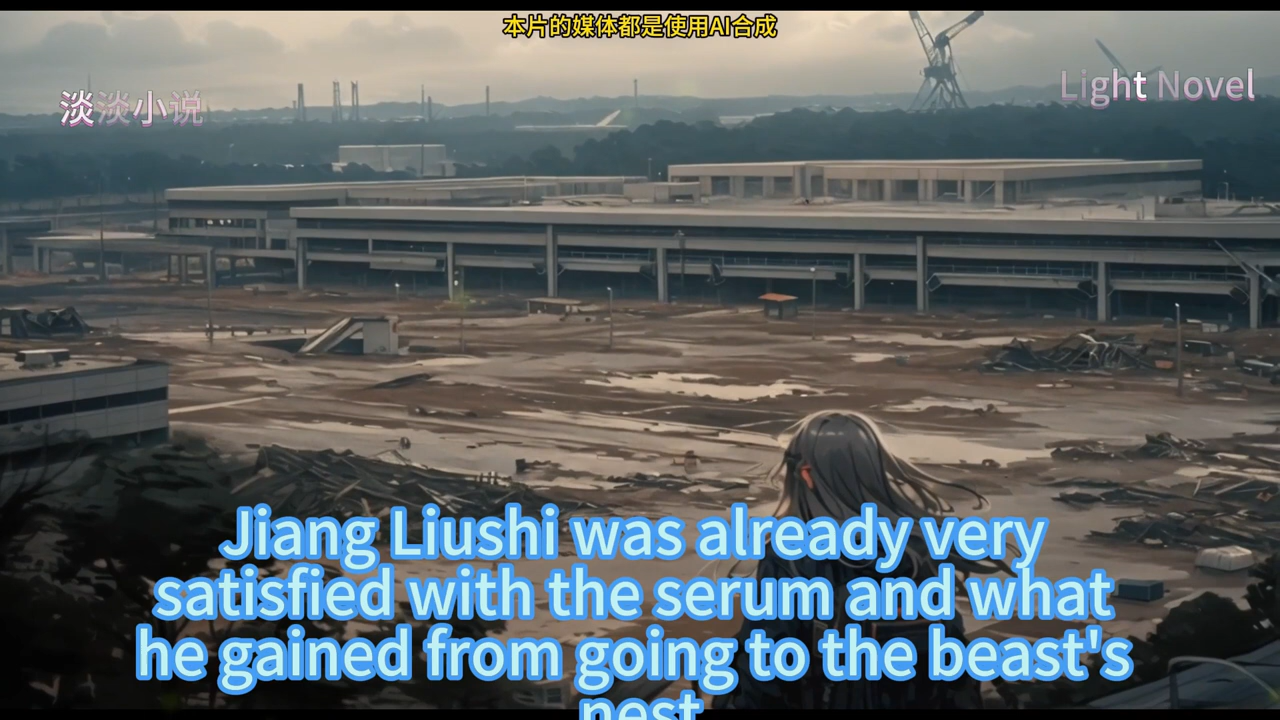 本片的媒体都是使用AI合成
淡淡小说
Light Novel
Jiang Liushi was already very
satisfied with the serum and what
he gained from going to the beast's
nest